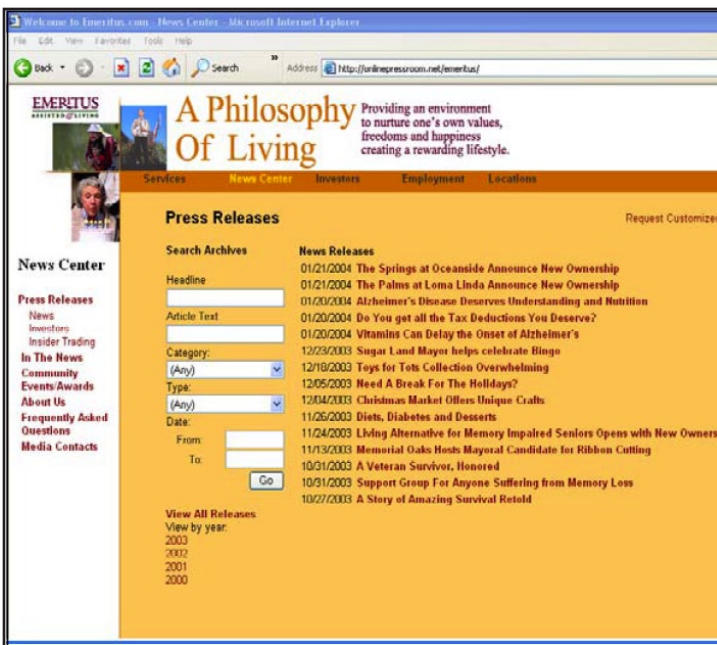 Welcome to Emeritus.com - News Center - Microsoft Internet Explorer
File Edit View Favorites Tools Help
Back Search » Address http://onlinepressroom.net/emeritus/
EMERITUS
ASSISTED LIVING
A Philosophy
Of Living
Providing an environment
to nurture one's own values,
freedoms and happiness
creating a rewarding lifestyle.
Services News Center Investors Employment Locations
Press Releases
Request Customize
News Center
Press Releases
News
Investors
Insider Trading
In The News
Community
Events/Awards
About Us
Frequently Asked
Questions
Media Contacts
Search Archives
Headline
Article Text
Category:
(Any)
Type:
(Any)
Date:
From:
To:
Go
View All Releases
View by year:
2003
2002
2001
2000
News Releases
01/21/2004 The Springs at Oceanside Announce New Ownership
01/21/2004 The Palms at Loma Linda Announce New Ownership
01/20/2004 Alzheimer's Disease Deserves Understanding and Nutrition
01/20/2004 Do You get all the Tax Deductions You Deserve?
01/20/2004 Vitamins Can Delay the Onset of Alzheimer's
12/23/2003 Sugar Land Mayor helps celebrate Bingo
12/18/2003 Toys for Tots Collection Overwhelming
12/05/2003 Need A Break For The Holidays?
12/04/2003 Christmas Market Offers Unique Crafts
11/26/2003 Diets, Diabetes and Desserts
11/24/2003 Living Alternative for Memory Impaired Seniors Opens with New Owners
11/13/2003 Memorial Oaks Hosts Mayoral Candidate for Ribbon Cutting
10/31/2003 A Veteran Survivor, Honored
10/31/2003 Support Group For Anyone Suffering from Memory Loss
10/27/2003 A Story of Amazing Survival Retold